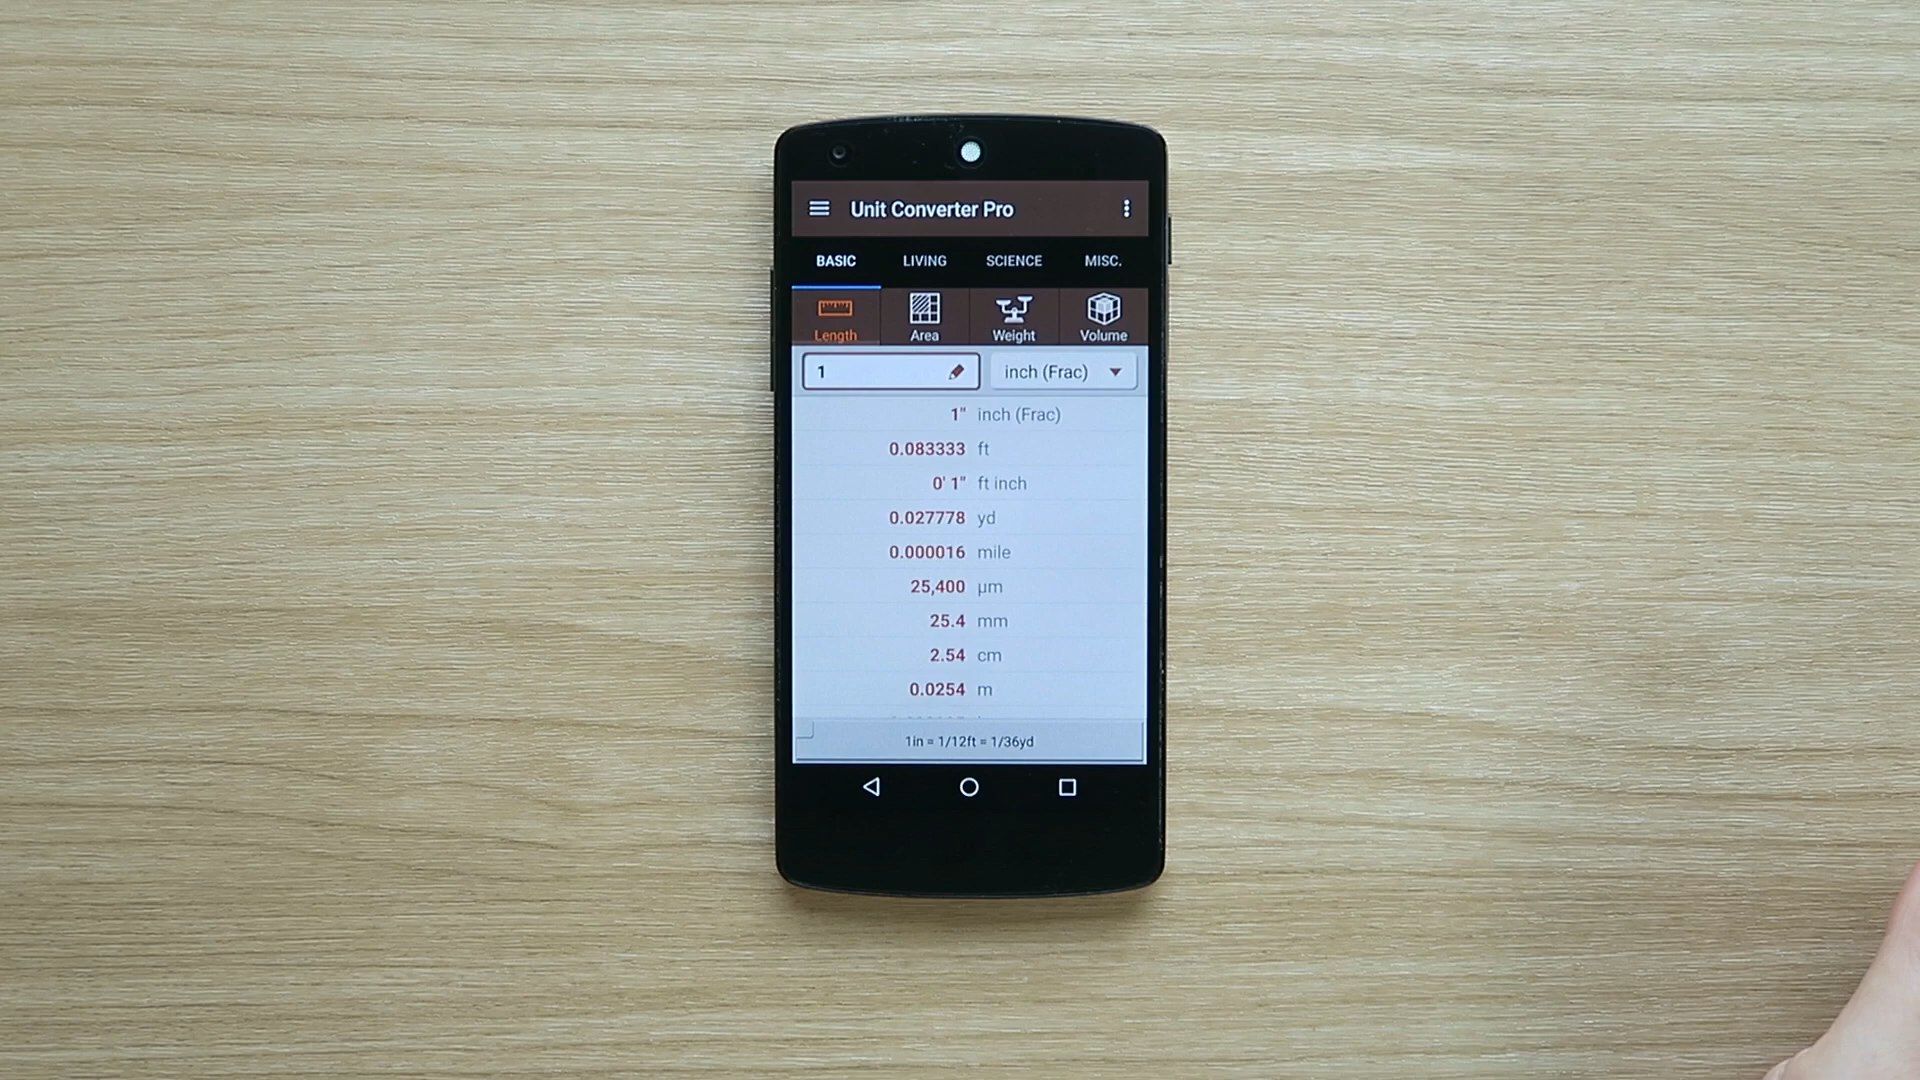 Unit Converter Pro
BASIC LIVING SCIENCE MISC.
Length Area Weight Volume
1 inch (Frac)
1" inch (Frac)
0.083333 ft
0' 1" ft inch
0.027778 yd
0.000016 mile
25,400 µm
25.4 mm
2.54 cm
0.0254 m
1in = 1/12ft = 1/36yd